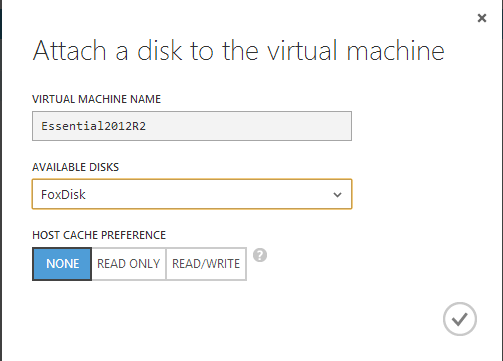 Attach a disk to the virtual machine
VIRTUAL MACHINE NAME
Essential2012R2
AVAILABLE DISKS
FoxDisk
HOST CACHE PREFERENCE
NONE READ ONLY READ/WRITE ?